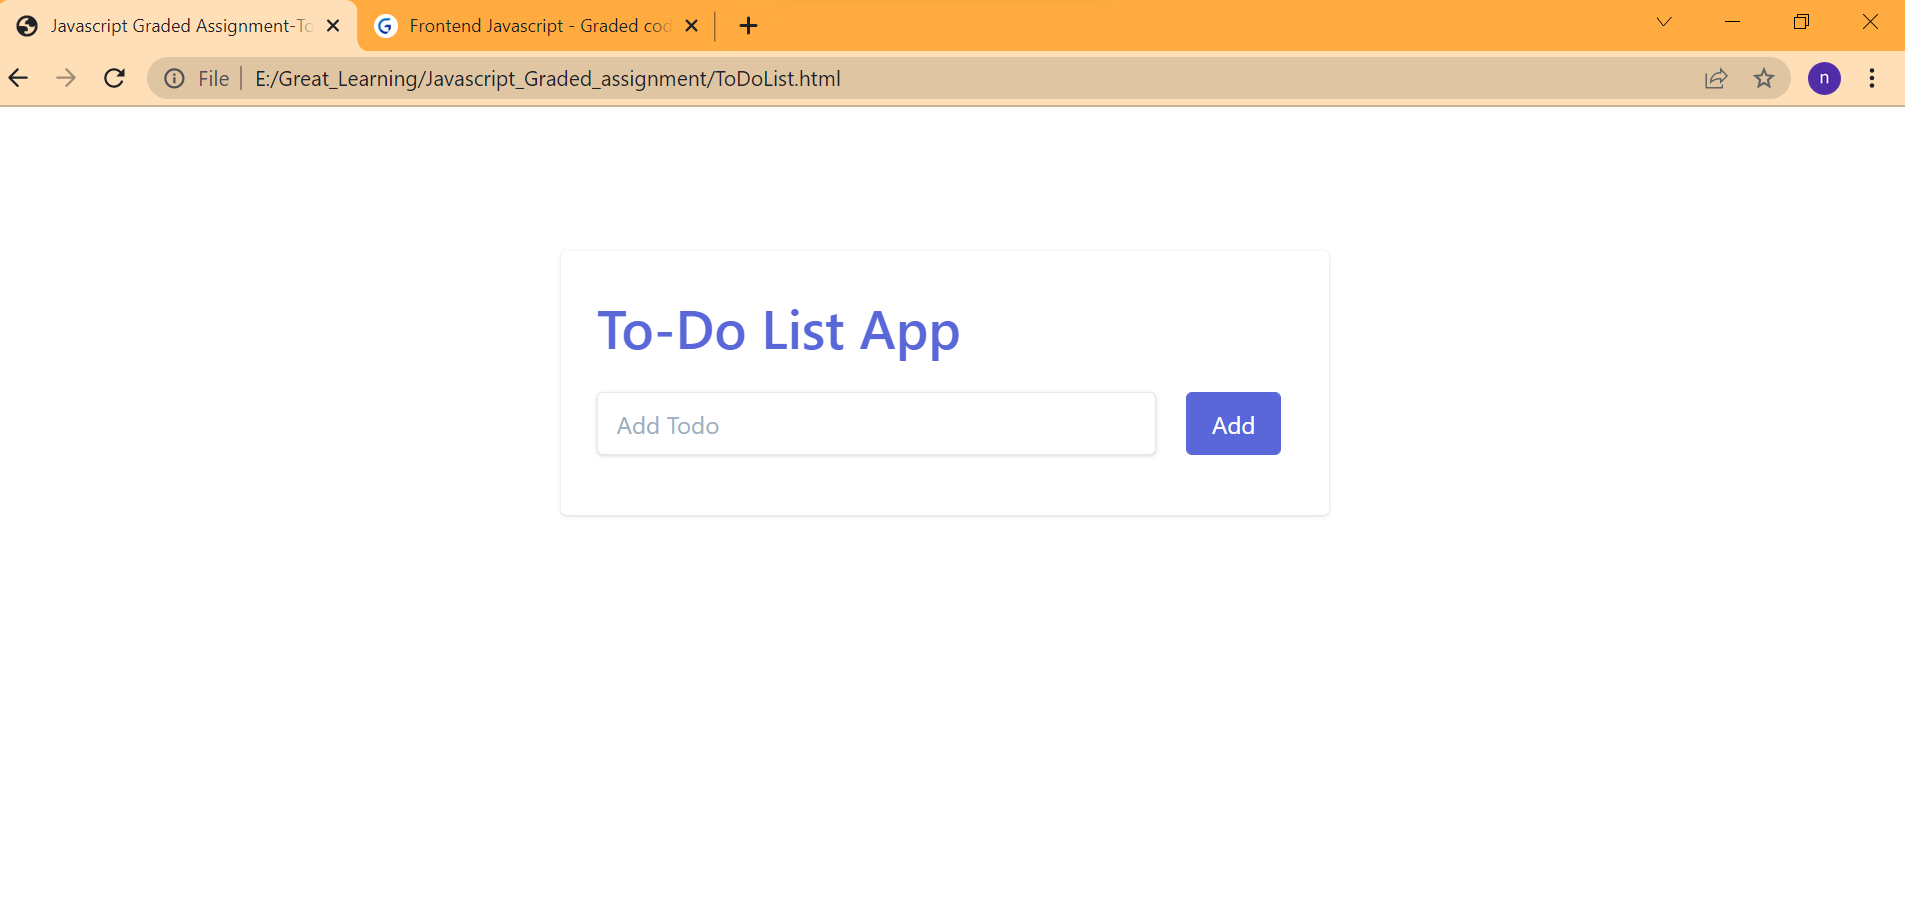 Javascript Graded Assignment-To
Frontend Javascript - Graded cod
File
E:/Great_Learning/Javascript_Graded_assignment/ToDoList.html
n
To-Do List App
Add Todo
Add